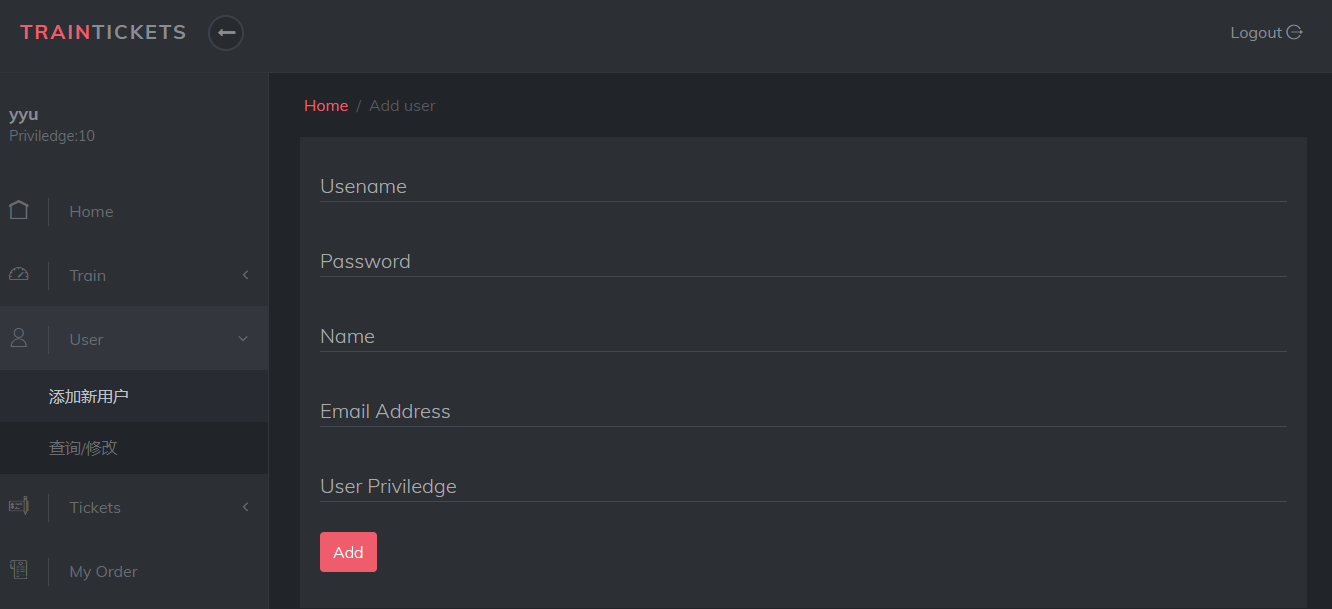 TRAINTICKETS
Logout
yyu
Priviledge:10
Home
Train
User
添加新用户
查询/修改
Tickets
My Order
Home / Add user
Usename
Password
Name
Email Address
User Priviledge
Add